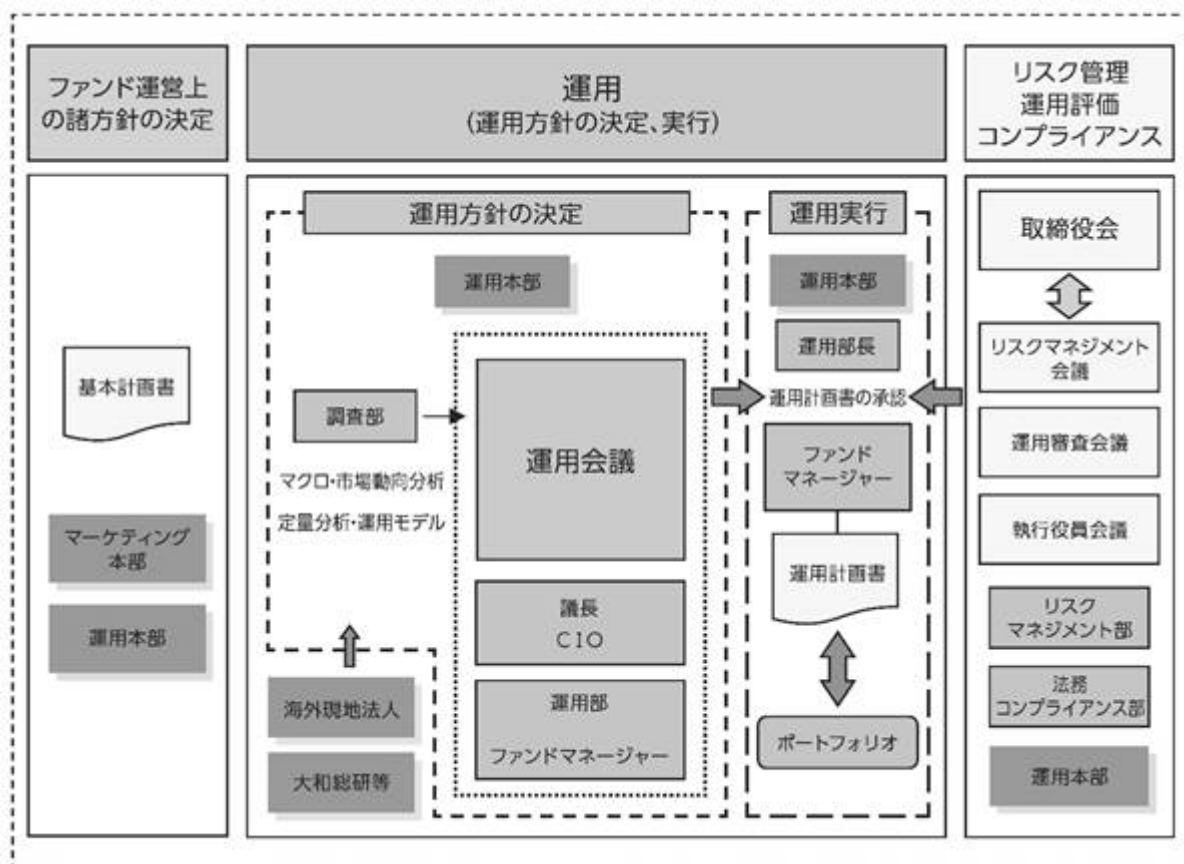 ファンド運営上
の諸方針の決定
運用
(運用方針の決定、実行)
リスク管理
運用評価
コンプライアンス
基本計画書
マーケティング
本部
運用本部
運用方針の決定
運用本部
調査部
マクロ・市場動向分析
定量分析・運用モデル
運用会議
議長
CIO
運用部
ファンドマネージャー
海外現地法人
大和総研等
運用実行
運用本部
運用部長
運用計画書の承認
ファンド
マネージャー
運用計画書
ポートフォリオ
取締役会
リスクマネジメント
会議
運用審査会議
執行役員会議
リスク
マネジメント部
法務
コンプライアンス部
運用本部